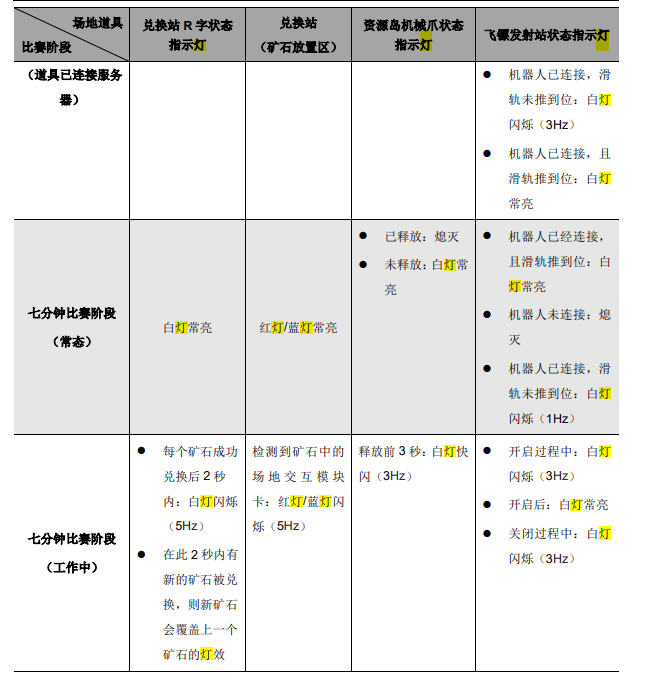 场地道具
比赛阶段
兑换站 R 字状态
指示灯
兑换站
（矿石放置区）
资源岛机械爪状态
指示灯
飞镖发射站状态指示灯
（道具已连接服务
器）
● 机器人已连接，滑
轨未推到位：白灯
闪烁（3Hz）
● 机器人已连接，且
滑轨推到位：白灯
常亮
七分钟比赛阶段
（常态）
白灯常亮
红灯/蓝灯常亮
● 已释放：熄灭
● 未释放：白灯常
亮
● 机器人已经连接，
且滑轨推到位：白
灯常亮
● 机器人未连接：熄
灭
● 机器人已连接，滑
轨未推到位：白灯
闪烁（1Hz）
七分钟比赛阶段
（工作中）
● 每个矿石成功
兑换后 2 秒
内：白灯闪烁
（5Hz）
● 在此 2 秒内有
新的矿石被兑
换，则新矿石
会覆盖上一个
矿石的灯效
检测到矿石中的
场地交互模块
卡：红灯/蓝灯闪
烁（5Hz）
释放前 3 秒：白灯快
闪（3Hz）
● 开启过程中：白灯
闪烁（3Hz）
● 开启后：白灯常亮
● 关闭过程中：白灯
闪烁（3Hz）